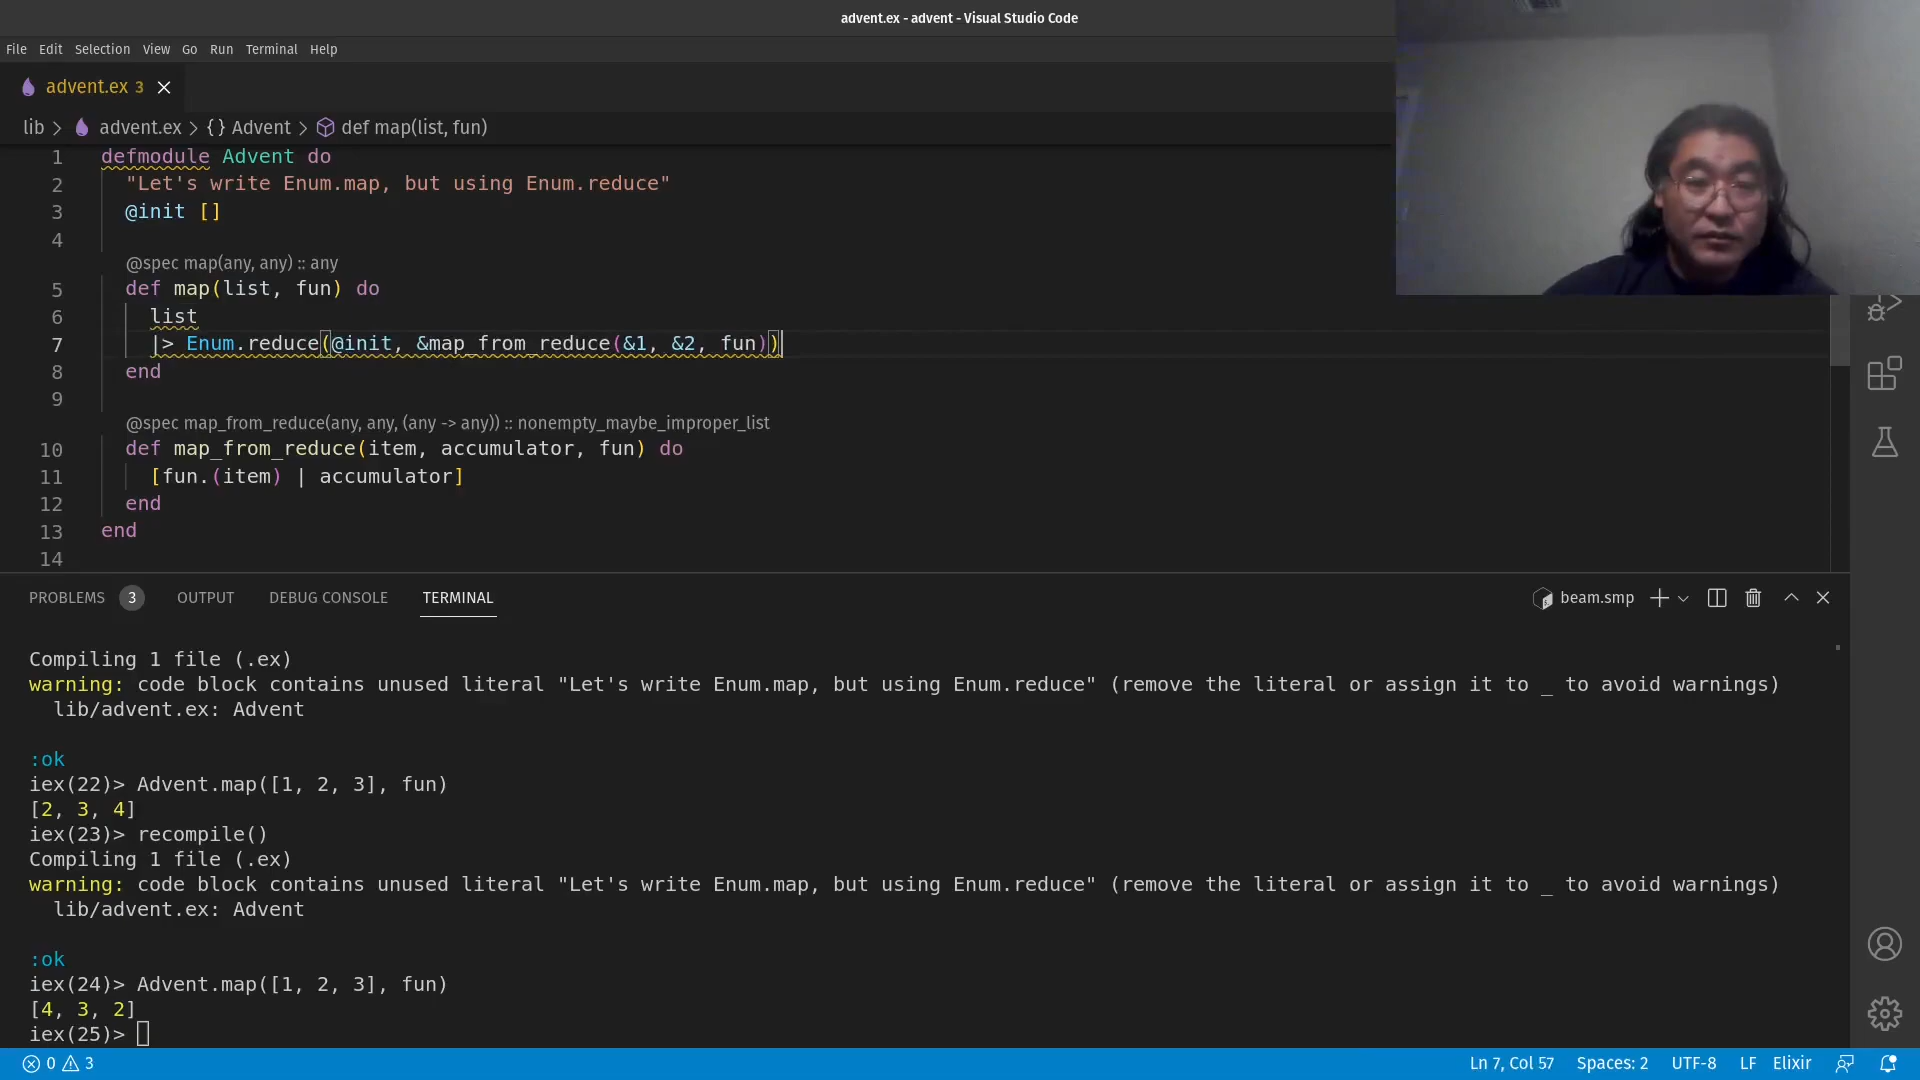 advent.ex - advent - Visual Studio Code
File Edit Selection View Go Run Terminal Help
advent.ex 3
lib > advent.ex > {} Advent > def map(list, fun)
1 defmodule Advent do
2 "Let's write Enum.map, but using Enum.reduce"
3 @init []
4
@spec map(any, any) :: any
5 def map(list, fun) do
6 list
7 |> Enum.reduce(@init, &map_from_reduce(&1, &2, fun))
8 end
9
@spec map_from_reduce(any, any, (any -> any)) :: nonempty_maybe_improper_list
10 def map_from_reduce(item, accumulator, fun) do
11 [fun.(item) | accumulator]
12 end
13 end
14
PROBLEMS 3 OUTPUT DEBUG CONSOLE TERMINAL beam.smp
Compiling 1 file (.ex)
warning: code block contains unused literal "Let's write Enum.map, but using Enum.reduce" (remove the literal or assign it to _ to avoid warnings)
lib/advent.ex: Advent
:ok
iex(22)> Advent.map([1, 2, 3], fun)
[2, 3, 4]
iex(23)> recompile()
Compiling 1 file (.ex)
warning: code block contains unused literal "Let's write Enum.map, but using Enum.reduce" (remove the literal or assign it to _ to avoid warnings)
lib/advent.ex: Advent
:ok
iex(24)> Advent.map([1, 2, 3], fun)
[4, 3, 2]
iex(25)>
0 3 Ln 7, Col 57 Spaces: 2 UTF-8 LF Elixir